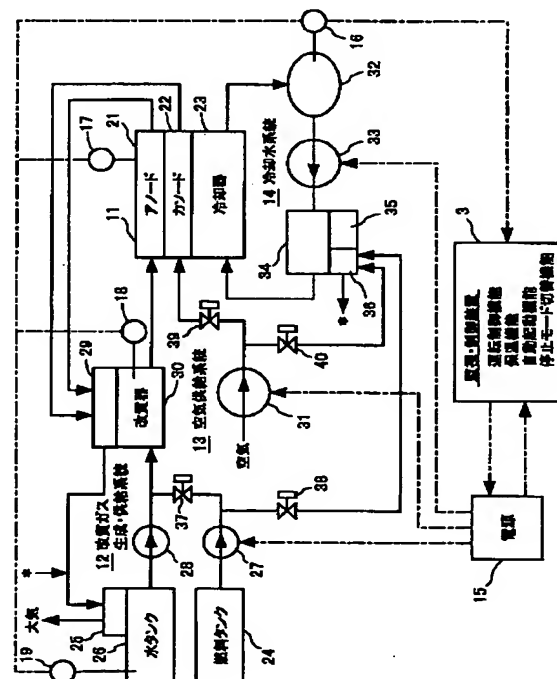 19
大気
＊
25
26
水タンク
12 改質ガス
生成・供給系統
29
18
改質器
30
17
11
21
アノード
22
カソード
23
冷却器
28
37
13 空気供給系統
39
14 冷却水系統
16
32
33
燃料タンク
24
27
38
空気
31
40
＊
34
35
36
電源
15
3
監視・制御装置
運転制御機能
保温機能
自動起動機能
停止モード切替機能